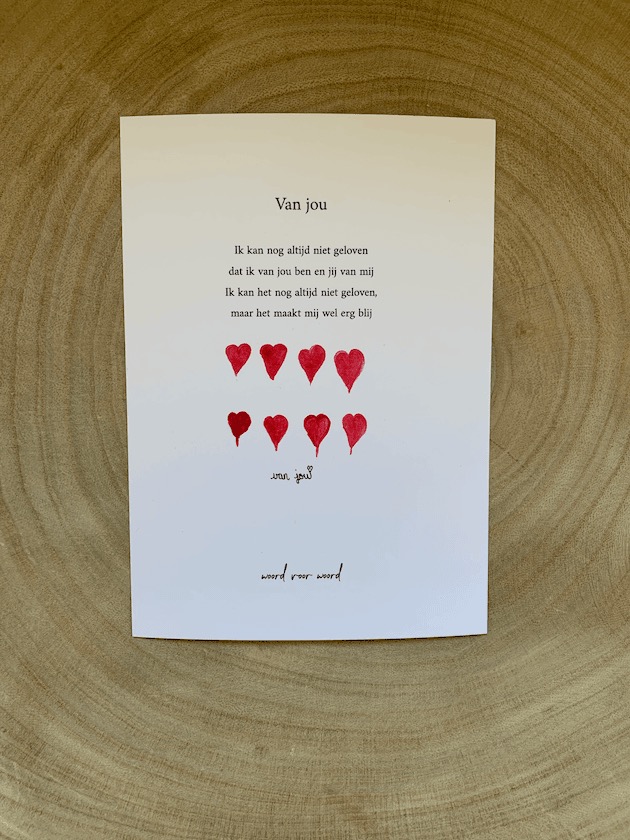 Van jou
Ik kan nog altijd niet geloven
dat ik van jou ben en jij van mij
Ik kan het nog altijd niet geloven,
maar het maakt mij wel erg blij
van jou
woord voor woord